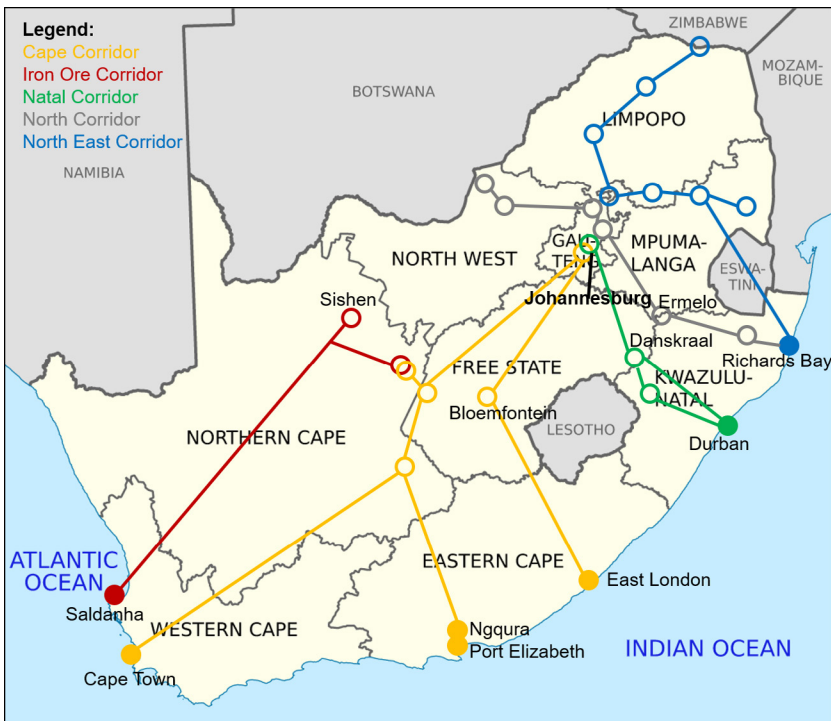 Legend:
Cape Corridor
Iron Ore Corridor
Natal Corridor
North Corridor
North East Corridor
ZIMBABWE
MOZAM-
BIQUE
BOTSWANA
NAMIBIA
LIMPOPO
GAU-
TENG
MPUMA-
LANGA
NORTH WEST
ESWA-
TINI
Johannesburg
Ermelo
Sishen
Danskraal
Richards Bay
FREE STATE
KWAZULU-
NATAL
Bloemfontein
LESOTHO
Durban
NORTHERN CAPE
ATLANTIC
OCEAN
EASTERN CAPE
East London
Saldanha
WESTERN CAPE
Ngqura
Port Elizabeth
INDIAN OCEAN
Cape Town